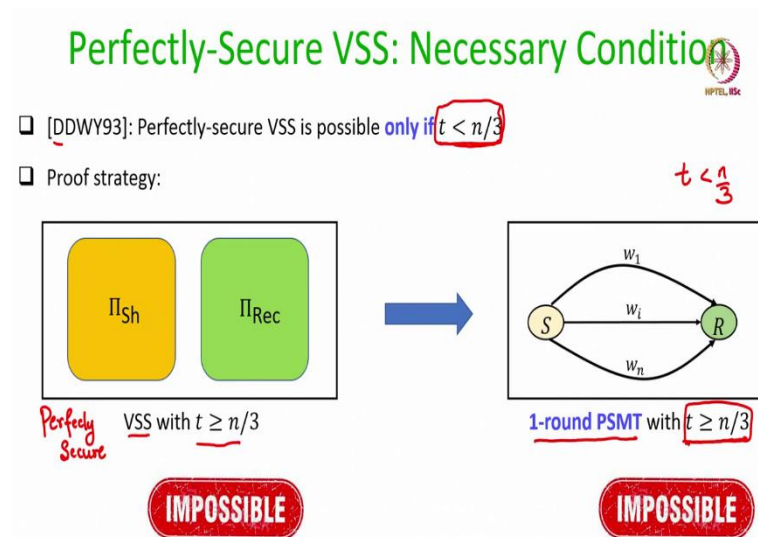 Perfectly-Secure VSS: Necessary Condition
NPTEL, IISc
❑ [DDWY93]: Perfectly-secure VSS is possible only if t < n/3
❑ Proof strategy:
t < n/3
Π_Sh
Π_Rec
w_1
S
w_i
R
w_n
Perfecly Secure
VSS with t ≥ n/3
1-round PSMT with t ≥ n/3
IMPOSSIBLE
IMPOSSIBLE